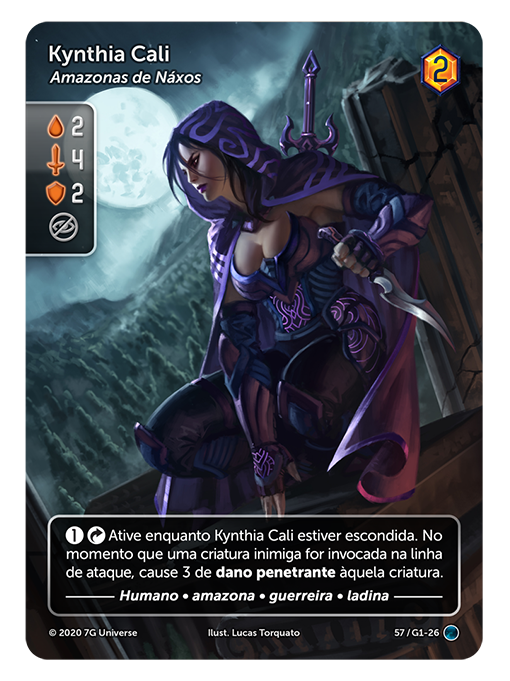 Kynthia Cali
Amazonas de Náxos
2
2
4
2
1 Ative enquanto Kynthia Cali estiver escondida. No
momento que uma criatura inimiga for invocada na linha
de ataque, cause 3 de dano penetrante àquela criatura.
Humano • amazona • guerreira • ladina
© 2020 7G Universe
Ilust. Lucas Torquato
57 / G1-26